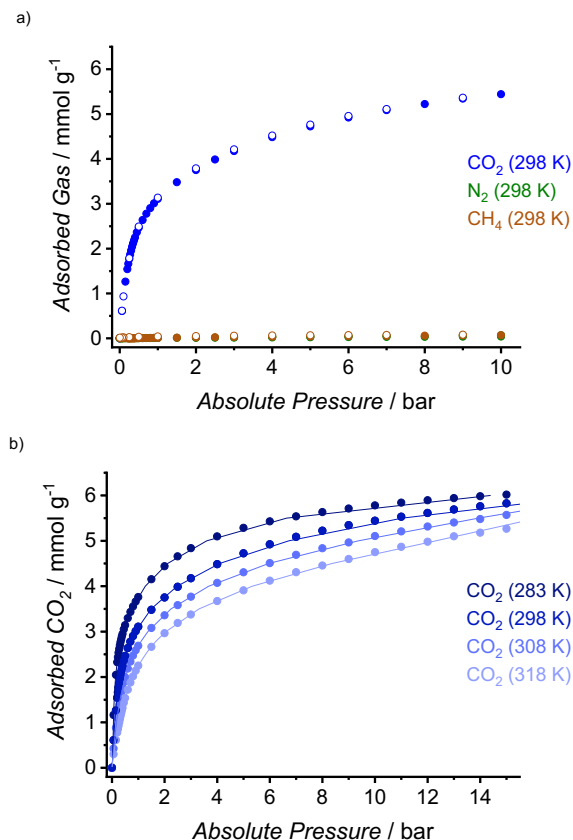 a)
6
5
4
3
2
1
0
Adsorbed Gas / mmol g⁻¹
CO₂ (298 K)
N₂ (298 K)
CH₄ (298 K)
0 2 4 6 8 10
Absolute Pressure / bar
b)
7
6
5
4
3
2
1
0
Adsorbed CO₂ / mmol g⁻¹
CO₂ (283 K)
CO₂ (298 K)
CO₂ (308 K)
CO₂ (318 K)
0 2 4 6 8 10 12 14
Absolute Pressure / bar